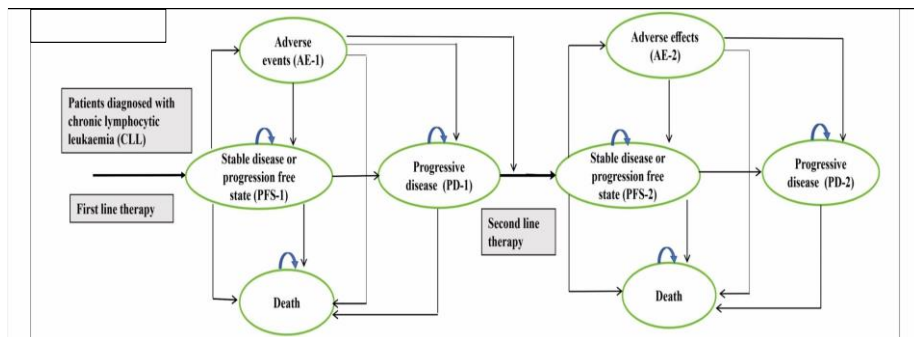 Adverse
events (AE-1)
Adverse effects
(AE-2)
Patients diagnosed with
chronic lymphocytic
leukaemia (CLL)
Stable disease or
progression free
state (PFS-1)
Progressive
disease (PD-1)
Stable disease or
progression free
state (PFS-2)
Progressive
disease (PD-2)
First line therapy
Second line
therapy
Death
Death